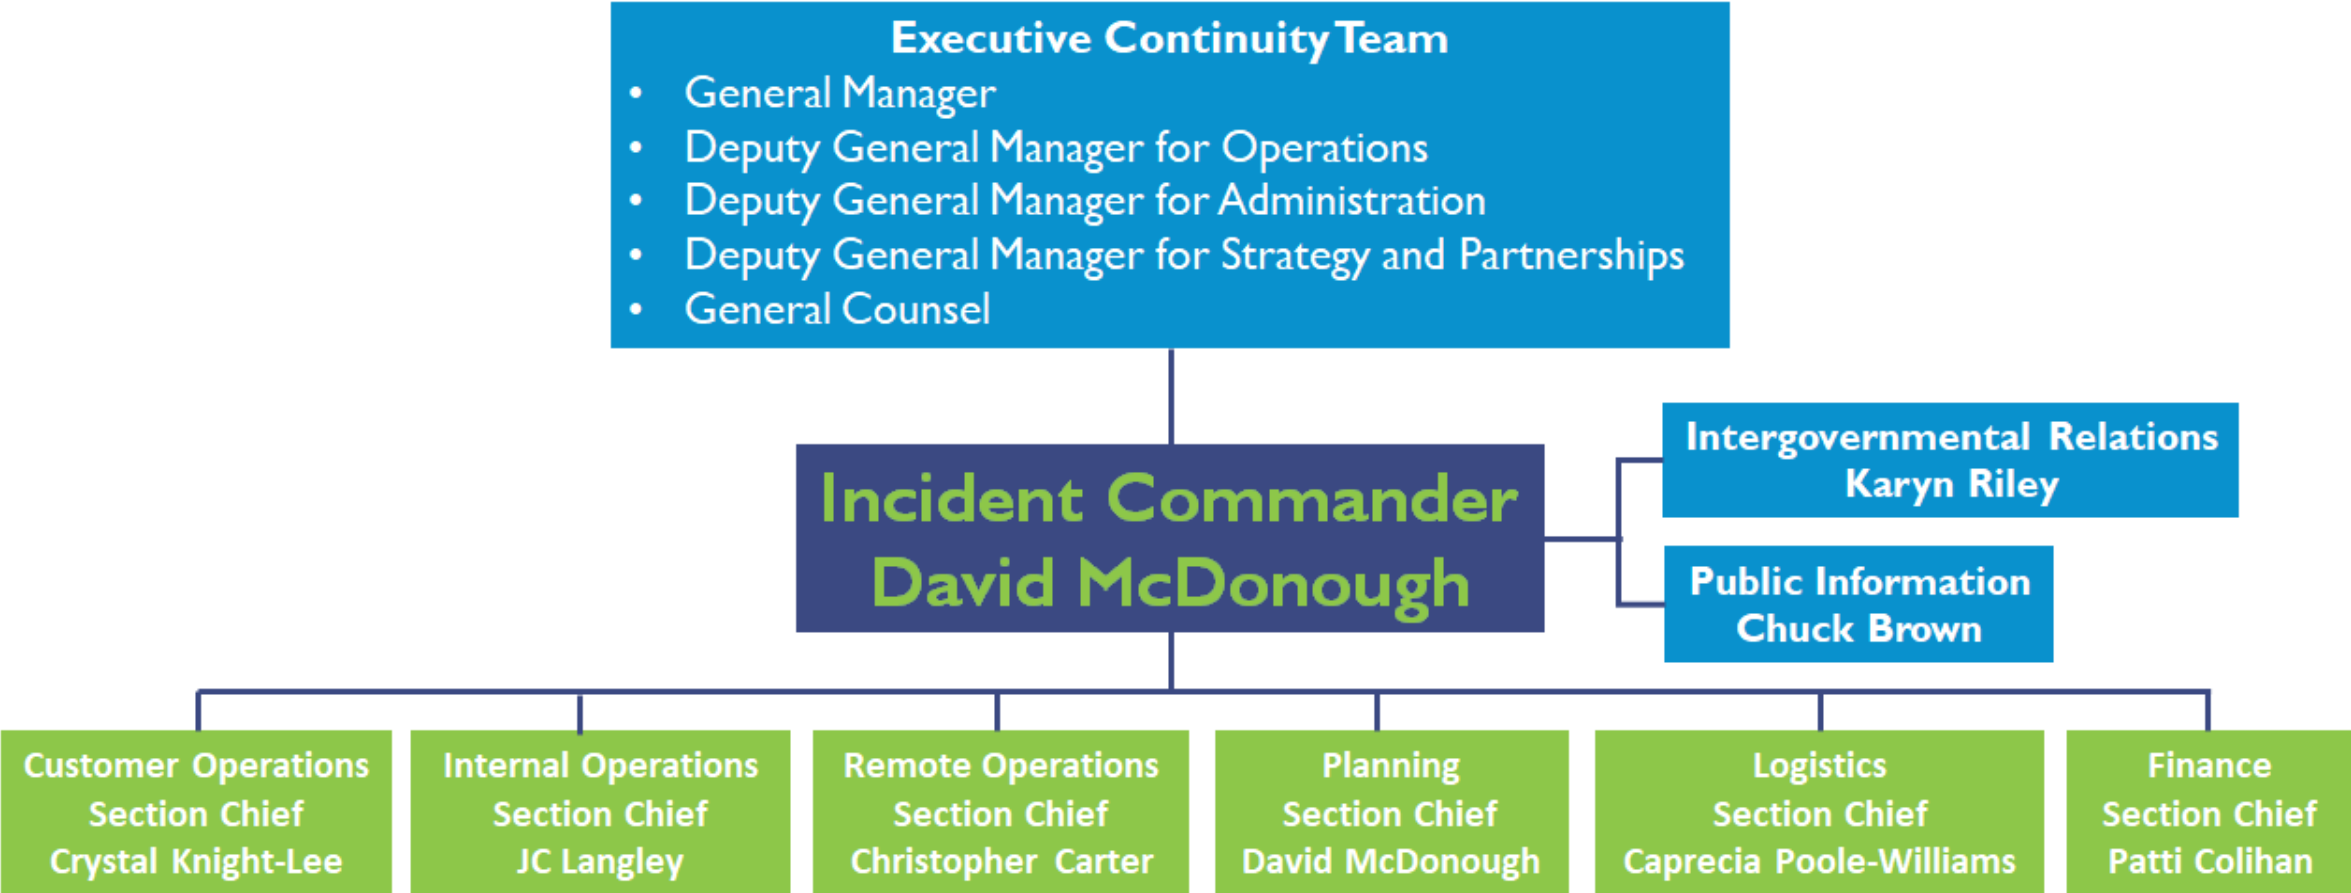 Executive Continuity Team
• General Manager
• Deputy General Manager for Operations
• Deputy General Manager for Administration
• Deputy General Manager for Strategy and Partnerships
• General Counsel
Incident Commander
David McDonough
Intergovernmental Relations
Karyn Riley
Public Information
Chuck Brown
Customer Operations
Section Chief
Crystal Knight-Lee
Internal Operations
Section Chief
JC Langley
Remote Operations
Section Chief
Christopher Carter
Planning
Section Chief
David McDonough
Logistics
Section Chief
Caprecia Poole-Williams
Finance
Section Chief
Patti Colihan